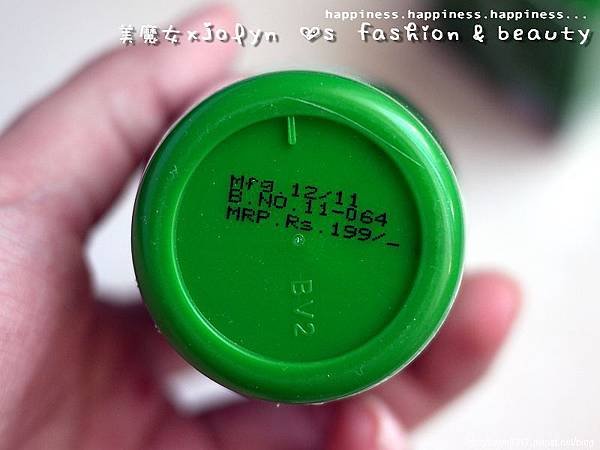 happiness.happiness.happiness...
美魔女xjolyn ♡s fashion & beauty
Mfg.12/11
B.NO.11-064
MRP.Rs.199/-
BV2